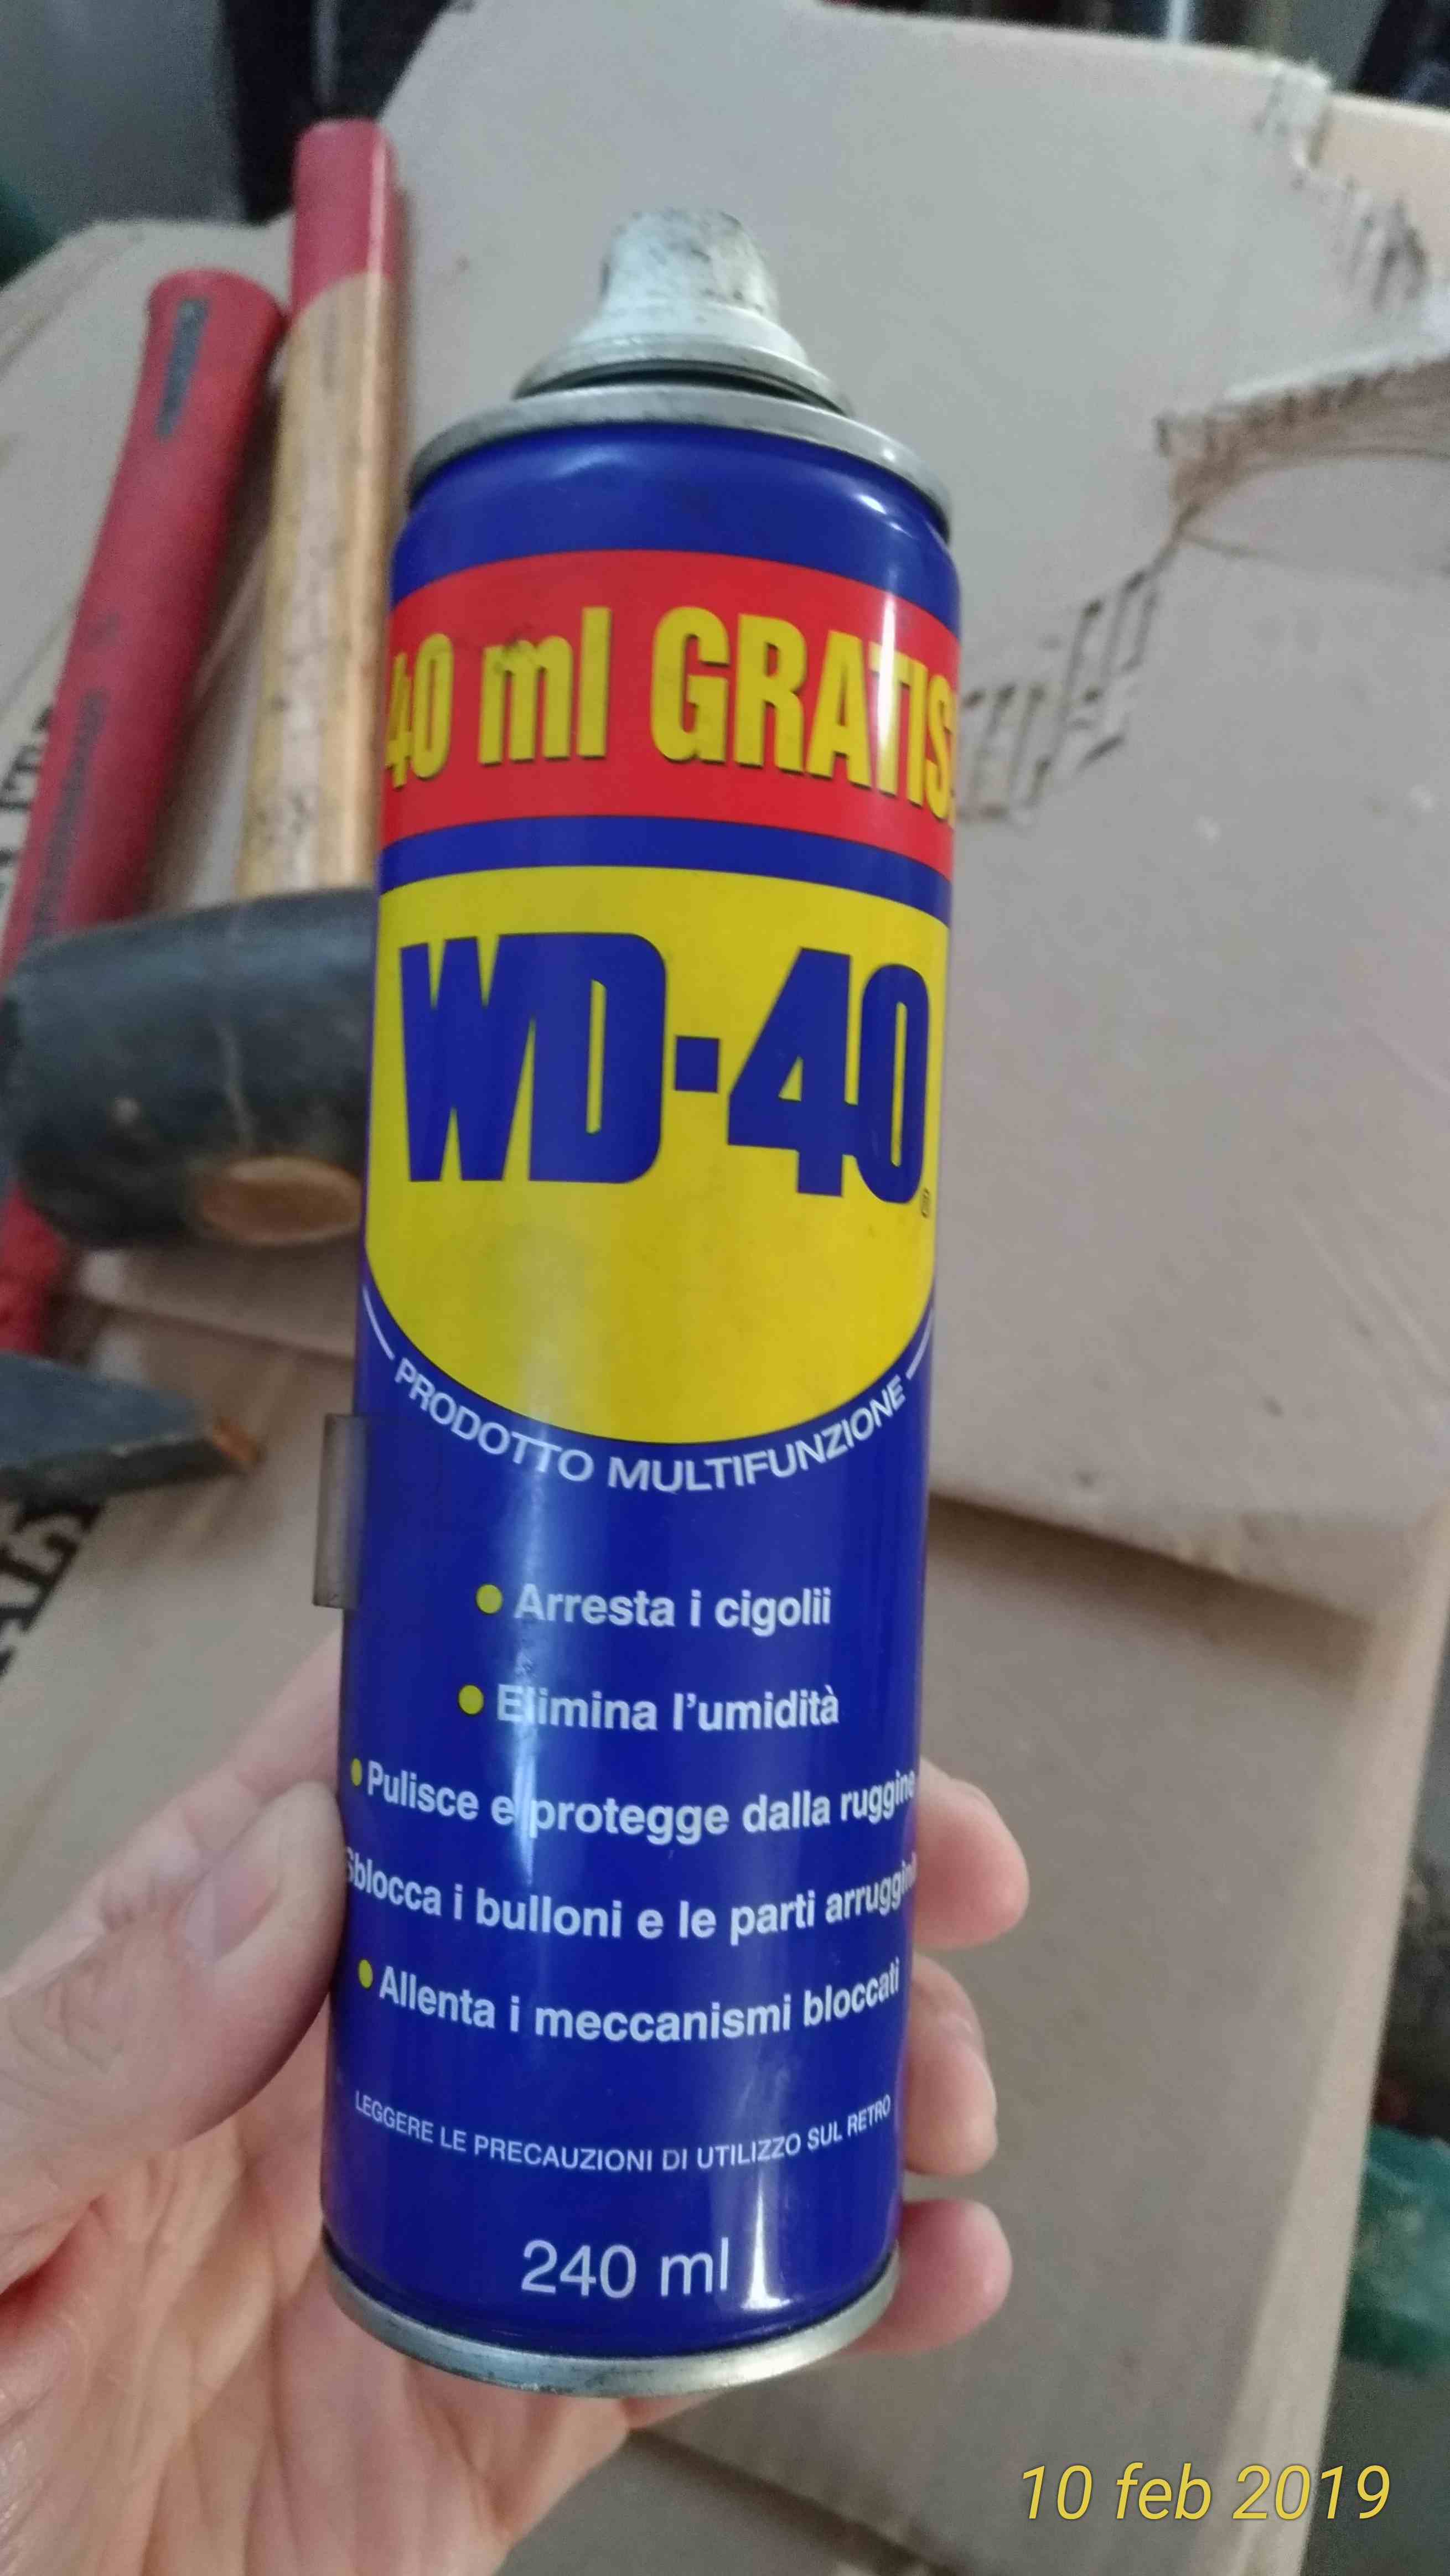 40 ml GRATIS
WD-40
®
PRODOTTO MULTIFUNZIONE
• Arresta i cigolii
• Elimina l'umidità
• Pulisce e protegge dalla ruggine
Sblocca i bulloni e le parti
• Allenta i meccanismi bloccati
LEGGERE LE PRECAUZIONI DI UTILIZZO SUL RETRO
240 ml
10 feb 2019